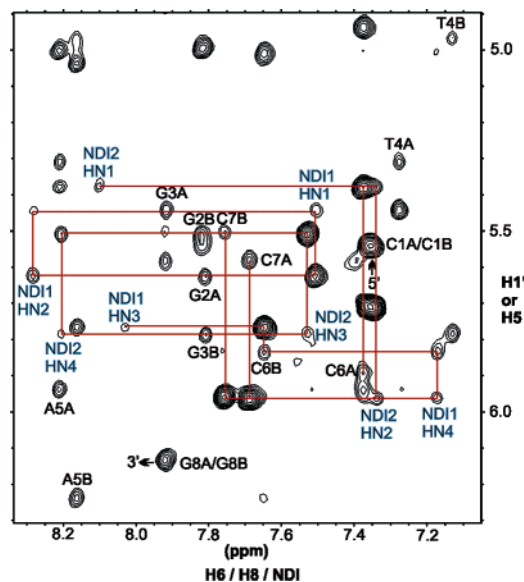 T4B
5.0
NDI2
HN1
T4A
NDI1
HN1
G3A
G2B
C7B
5.5
C1A/C1B
C7A
5'
H1'
or
H5
NDI1
HN2
NDI1
HN3
G2A
NDI2
HN3
NDI2
HN4
G3B
C6B
C6A
A5A
NDI2
HN2
NDI1
HN4
6.0
3'
G8A/G8B
A5B
8.2
8.0
7.8
7.6
7.4
7.2
(ppm)
H6 / H8 / NDI